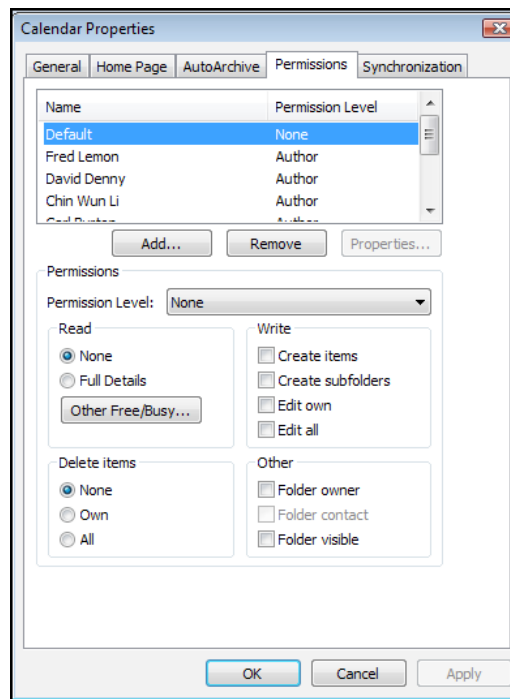 Calendar Properties
General Home Page AutoArchive Permissions Synchronization
Name Permission Level
Default None
Fred Lemon Author
David Denny Author
Chin Wun Li Author
Add... Remove Properties...
Permissions
Permission Level: None
Read
None
Full Details
Other Free/Busy...
Write
Create items
Create subfolders
Edit own
Edit all
Delete items
None
Own
All
Other
Folder owner
Folder contact
Folder visible
OK Cancel Apply